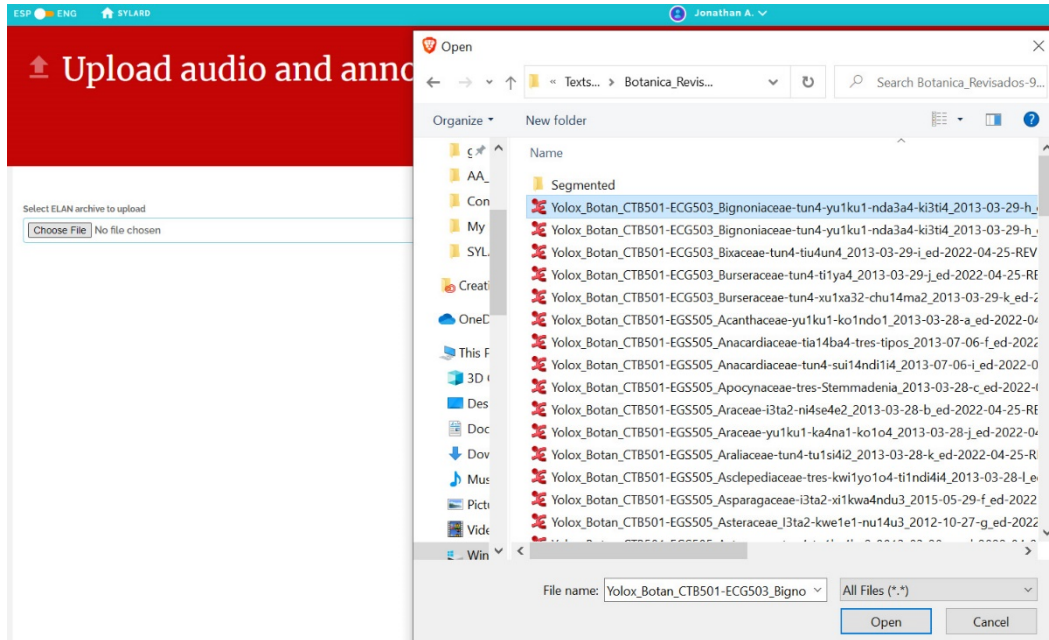 ESP ENG SYLARD Jonathan A.
Upload audio and anno
Select ELAN archive to upload
Choose File No file chosen
Open
« Texts... > Botanica_Revis...
Search Botanica_Revisados-9...
Organize
New folder
Name
AA_
Con
My
SYL.
Creati
OneD
This P
3D
Des
Doc
Dov
Mus
Pict
Vide
Win
Segmented
Yolox_Botan_CTB501-ECG503_Bignoniaceae-tun4-yu1ku1-nda3a4-ki3ti4_2013-03-29-h_
Yolox_Botan_CTB501-ECG503_Bignoniaceae-tun4-yu1ku1-nda3a4-ki3ti4_2013-03-29-h_
Yolox_Botan_CTB501-ECG503_Bixaceae-tun4-tiu4un4_2013-03-29-i_ed-2022-04-25-REV
Yolox_Botan_CTB501-ECG503_Burseraceae-tun4-ti1ya4_2013-03-29-j_ed-2022-04-25-RE
Yolox_Botan_CTB501-ECG503_Burseraceae-tun4-xu1xa32-chu14ma2_2013-03-29-k_ed-2
Yolox_Botan_CTB501-EGS505_Acanthaceae-yu1ku1-ko1ndo1_2013-03-28-a_ed-2022-04
Yolox_Botan_CTB501-EGS505_Anacardiaceae-tia14ba4-tres-tipos_2013-07-06-f_ed-2022
Yolox_Botan_CTB501-EGS505_Anacardiaceae-tun4-sui14ndi1i4_2013-07-06-i_ed-2022-0
Yolox_Botan_CTB501-EGS505_Apocynaceae-tres-Stemmadenia_2013-03-28-c_ed-2022-
Yolox_Botan_CTB501-EGS505_Araceae-i3ta2-ni4se4e2_2013-03-28-b_ed-2022-04-25-RE
Yolox_Botan_CTB501-EGS505_Araceae-yu1ku1-ka4na1-ko1o4_2013-03-28-j_ed-2022-04
Yolox_Botan_CTB501-EGS505_Araliaceae-tun4-tu1si4i2_2013-03-28-k_ed-2022-04-25-R
Yolox_Botan_CTB501-EGS505_Asclepediaceae-tres-kwi1yo1o4-ti1ndi4i4_2013-03-28-l_e
Yolox_Botan_CTB501-EGS505_Asparagaceae-i3ta2-xi1kwa4ndu3_2015-05-29-f_ed-2022
Yolox_Botan_CTB501-EGS505_Asteraceae_I3ta2-kwe1e1-nu14u3_2012-10-27-g_ed-2022
File name: Yolox_Botan_CTB501-ECG503_Bigno All Files (*.*)
Open Cancel